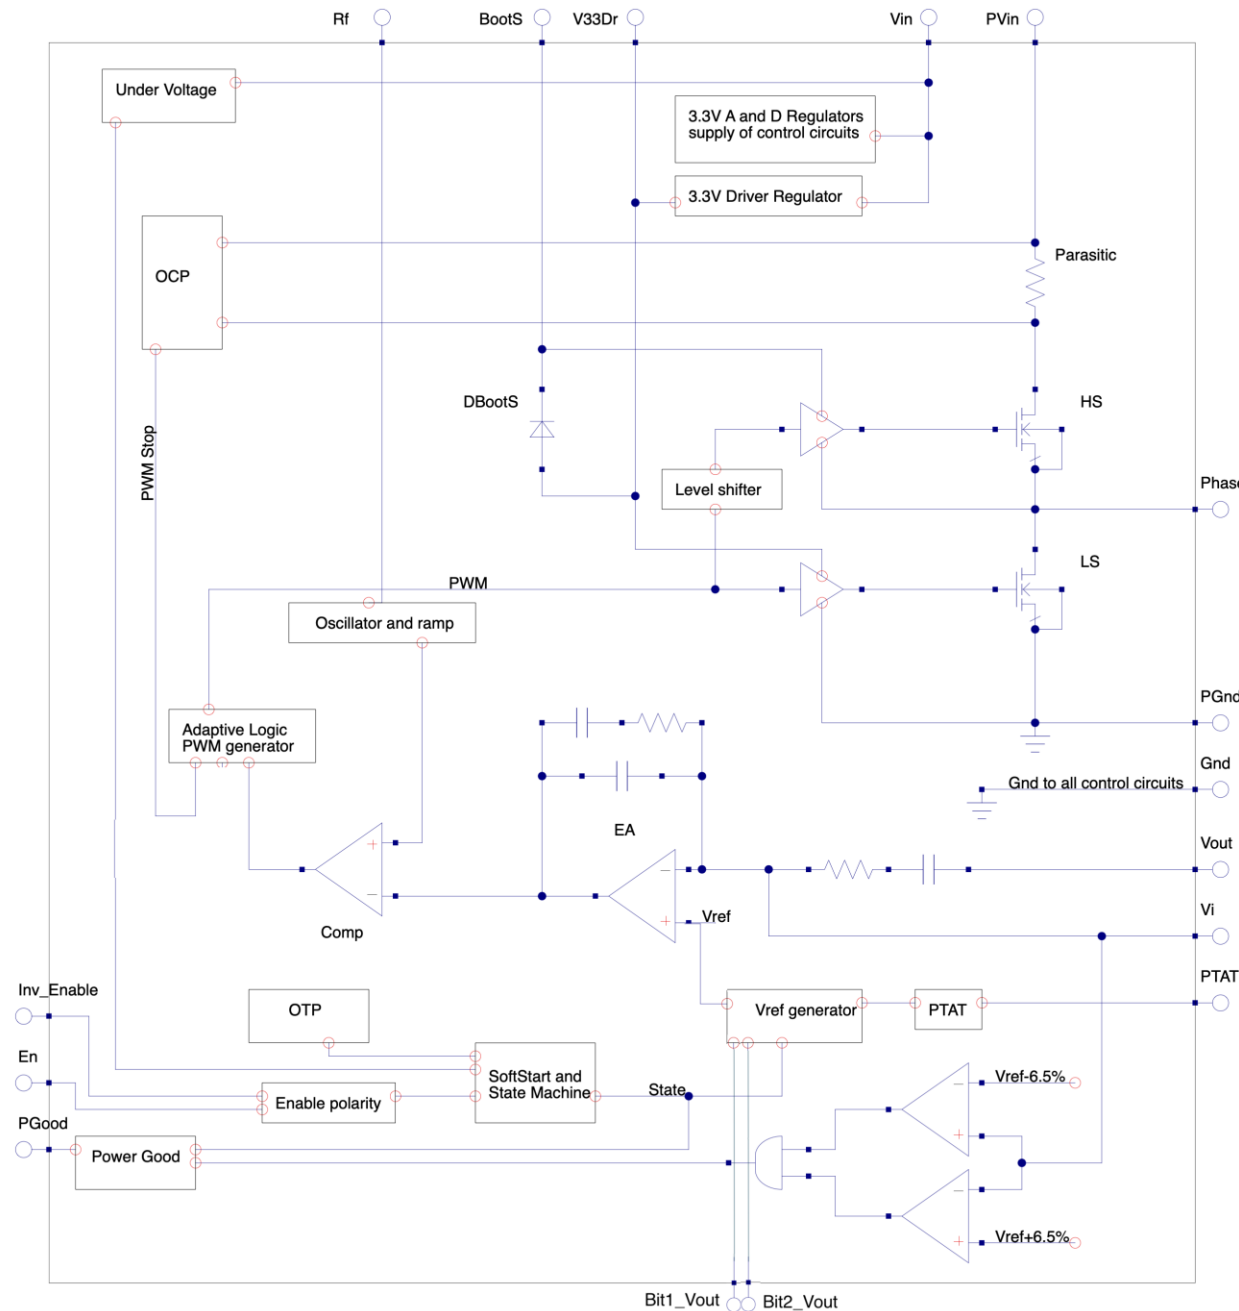 Rf
BootS
V33Dr
Vin
PVin
Under Voltage
3.3V A and D Regulators
supply of control circuits
3.3V Driver Regulator
OCP
Parasitic
DBootS
HS
PWM Stop
Level shifter
Phase
PWM
LS
Oscillator and ramp
PGnd
Adaptive Logic
PWM generator
Gnd
Gnd to all control circuits
EA
Vout
+
−
−
+
Vref
Vi
Comp
PTAT
Inv_Enable
OTP
Vref generator
PTAT
En
SoftStart and
State Machine
State
Enable polarity
Vref-6.5%
−
+
PGood
Power Good
−
+
Vref+6.5%
Bit1_Vout
Bit2_Vout